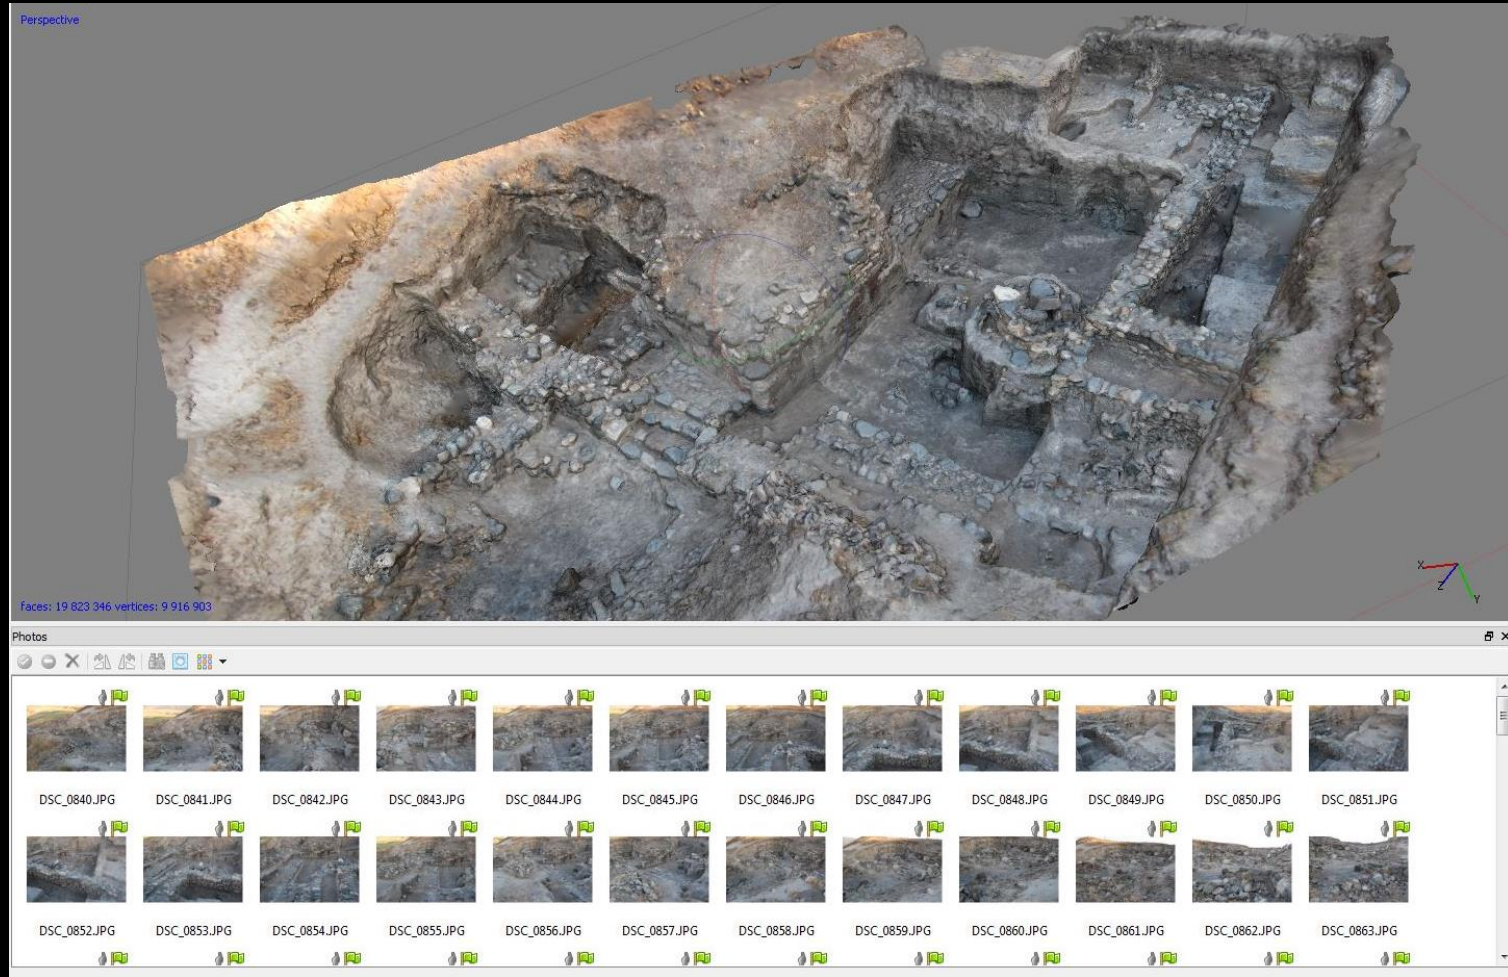 Perspective
X
Z
Y
faces: 19 823 346 vertices: 9 916 903
Photos
DSC_0840.JPG DSC_0841.JPG DSC_0842.JPG DSC_0843.JPG DSC_0844.JPG DSC_0845.JPG DSC_0846.JPG DSC_0847.JPG DSC_0848.JPG DSC_0849.JPG DSC_0850.JPG DSC_0851.JPG
DSC_0852.JPG DSC_0853.JPG DSC_0854.JPG DSC_0855.JPG DSC_0856.JPG DSC_0857.JPG DSC_0858.JPG DSC_0859.JPG DSC_0860.JPG DSC_0861.JPG DSC_0862.JPG DSC_0863.JPG